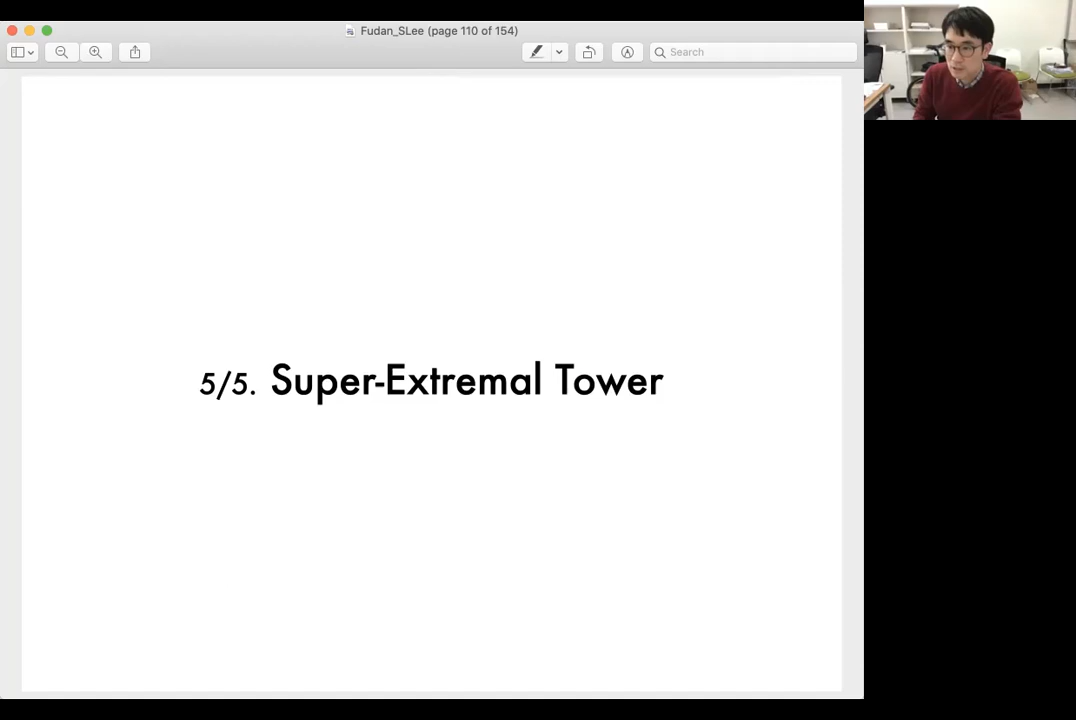 Fudan_SLee (page 110 of 154)
Search
5/5. Super-Extremal Tower